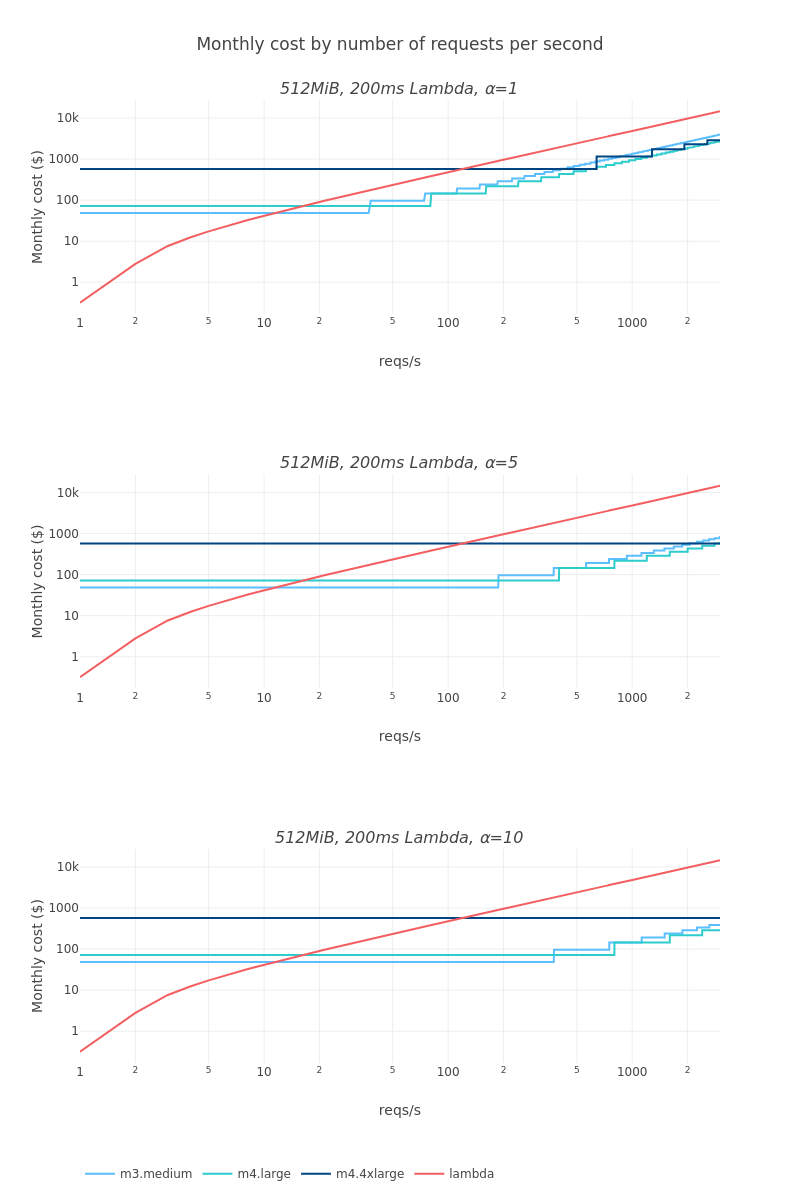 Monthly cost by number of requests per second
512MiB, 200ms Lambda, α=1
Monthly cost ($)
10k
1000
100
10
1
1 2 5 10 2 5 100 2 5 1000 2
reqs/s
512MiB, 200ms Lambda, α=5
Monthly cost ($)
10k
1000
100
10
1
1 2 5 10 2 5 100 2 5 1000 2
reqs/s
512MiB, 200ms Lambda, α=10
Monthly cost ($)
10k
1000
100
10
1
1 2 5 10 2 5 100 2 5 1000 2
reqs/s
m3.medium m4.large m4.4xlarge lambda